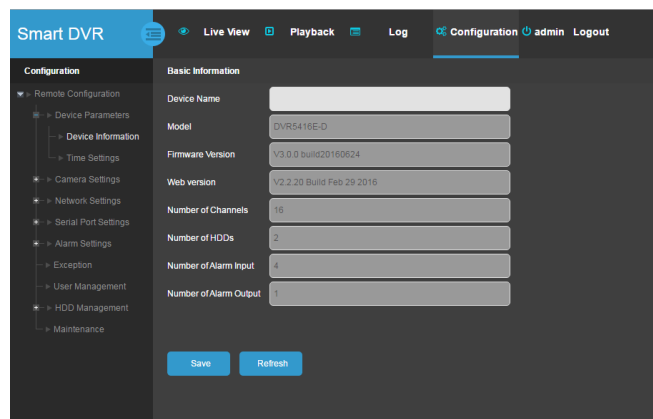 Smart DVR
Live View
Playback
Log
Configuration
admin
Logout
Configuration
Remote Configuration
Device Parameters
Device Information
Time Settings
Camera Settings
Network Settings
Serial Port Settings
Alarm Settings
Exception
User Management
HDD Management
Maintenance
Basic Information
Device Name
Model DVR5416E-D
Firmware Version V3.0.0 build20160624
Web version V2.2.20 Build Feb 29 2016
Number of Channels 16
Number of HDDs 2
Number of Alarm Input 4
Number of Alarm Output 1
Save
Refresh